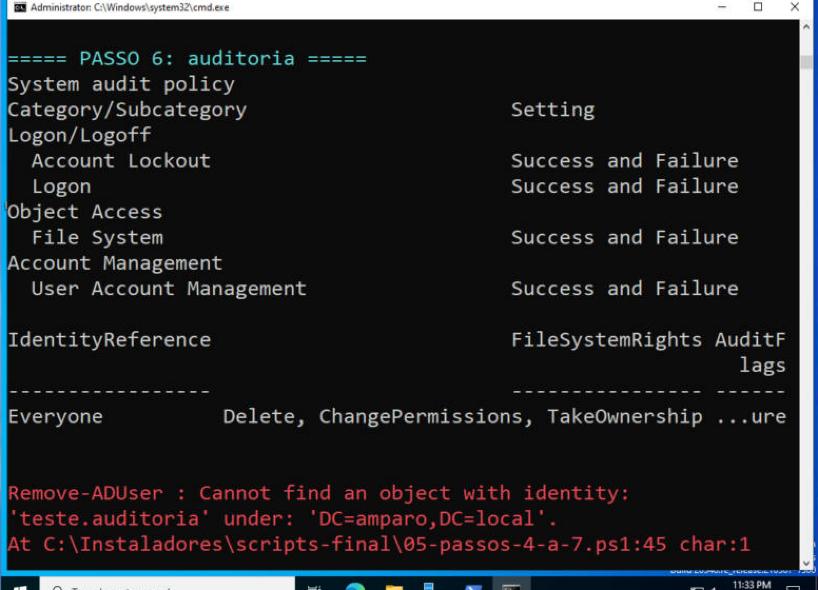 Administrator: C:\Windows\system32\cmd.exe
===== PASSO 6: auditoria =====
System audit policy
Category/Subcategory Setting
Logon/Logoff
Account Lockout Success and Failure
Logon Success and Failure
Object Access
File System Success and Failure
Account Management
User Account Management Success and Failure
IdentityReference FileSystemRights AuditF
lags
----------------- ---------------- ------
Everyone Delete, ChangePermissions, TakeOwnership ...ure
Remove-ADUser : Cannot find an object with identity:
'teste.auditoria' under: 'DC=amparo,DC=local'.
At C:\Instaladores\scripts-final\05-passos-4-a-7.ps1:45 char:1
11:33 PM